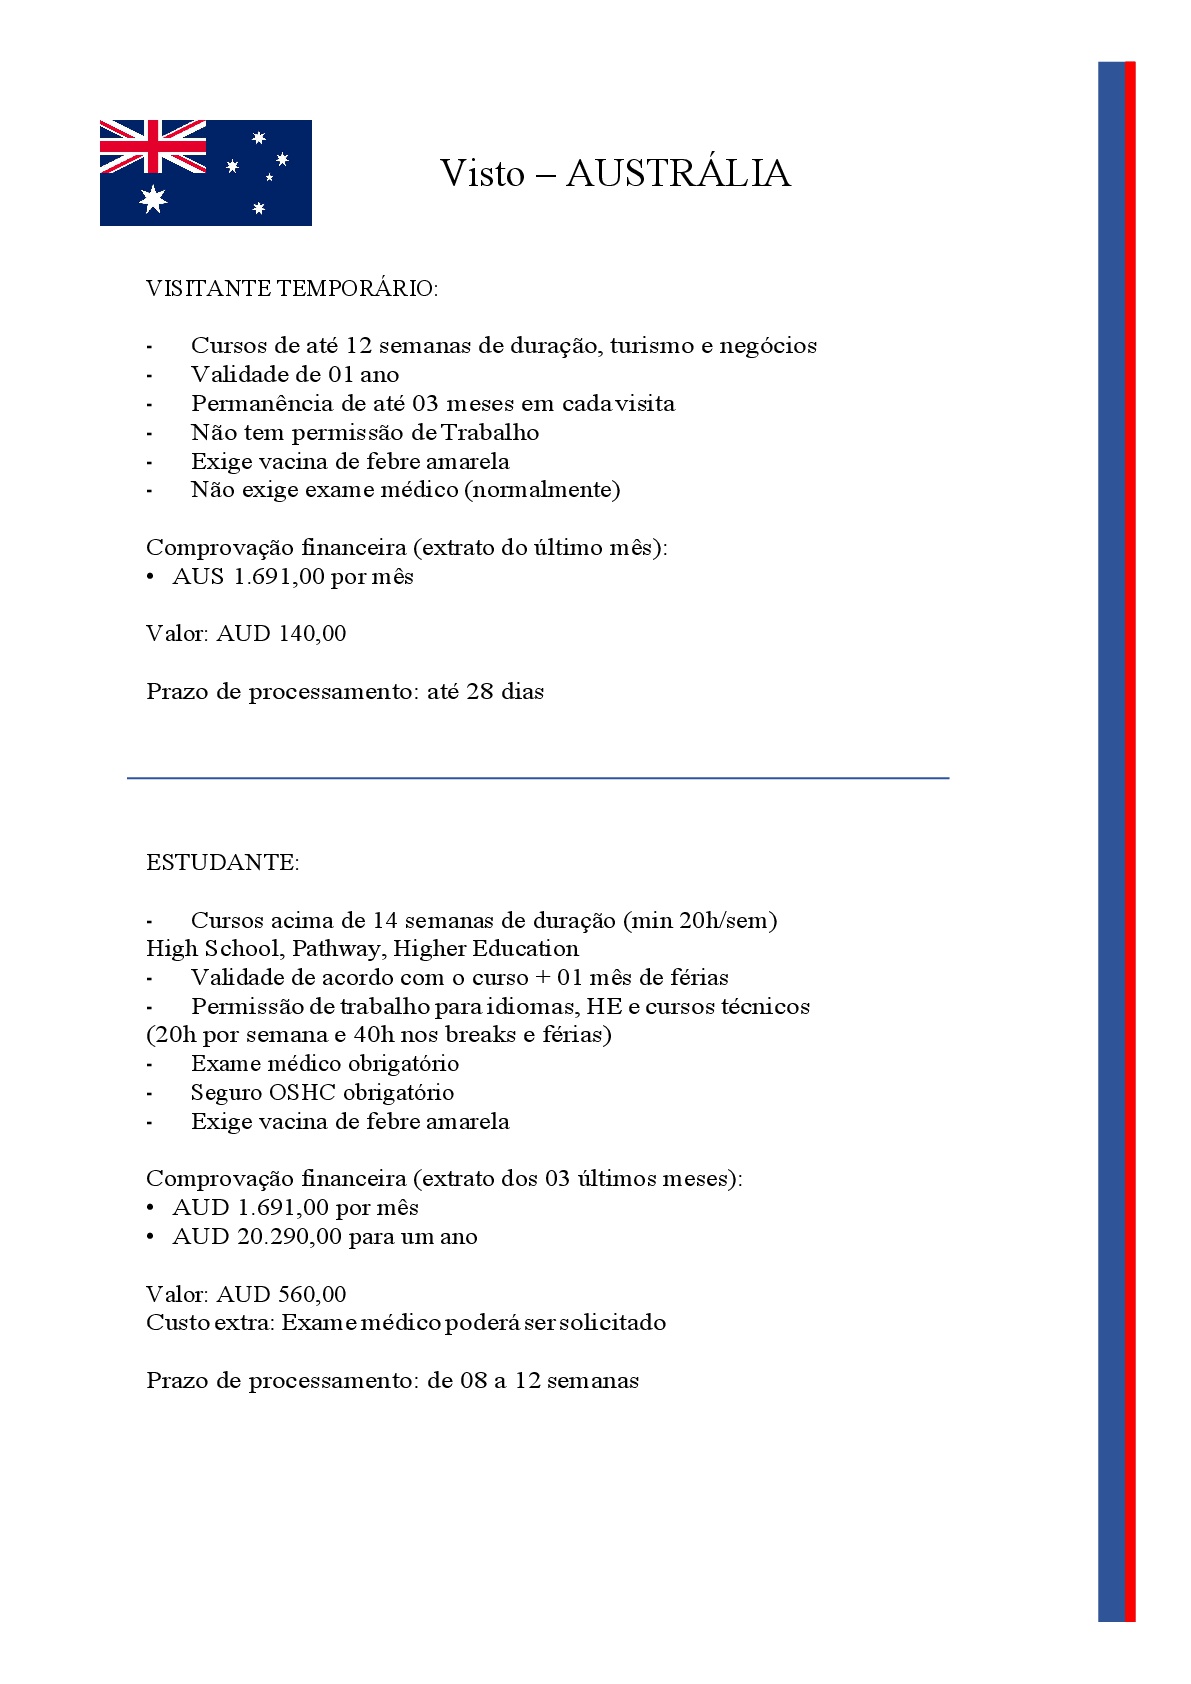 Visto – AUSTRÁLIA
VISITANTE TEMPORÁRIO:
- Cursos de até 12 semanas de duração, turismo e negócios
- Validade de 01 ano
- Permanência de até 03 meses em cada visita
- Não tem permissão de Trabalho
- Exige vacina de febre amarela
- Não exige exame médico (normalmente)
Comprovação financeira (extrato do último mês):
• AUS 1.691,00 por mês
Valor: AUD 140,00
Prazo de processamento: até 28 dias
ESTUDANTE:
- Cursos acima de 14 semanas de duração (min 20h/sem)
High School, Pathway, Higher Education
- Validade de acordo com o curso + 01 mês de férias
- Permissão de trabalho para idiomas, HE e cursos técnicos
(20h por semana e 40h nos breaks e férias)
- Exame médico obrigatório
- Seguro OSHC obrigatório
- Exige vacina de febre amarela
Comprovação financeira (extrato dos 03 últimos meses):
• AUD 1.691,00 por mês
• AUD 20.290,00 para um ano
Valor: AUD 560,00
Custo extra: Exame médico poderá ser solicitado
Prazo de processamento: de 08 a 12 semanas